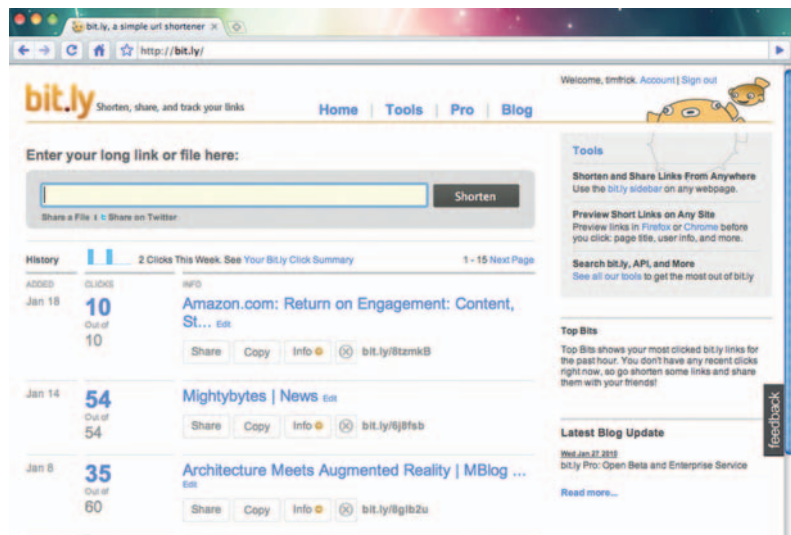 bit.ly, a simple url shortener
http://bit.ly/
bit.ly Shorten, share, and track your links
Home | Tools | Pro | Blog
Welcome, timfrick. Account | Sign out
Enter your long link or file here:
Shorten
Share a File t Share on Twitter
History 2 Clicks This Week. See Your Bit.ly Click Summary 1 - 15 Next Page
ADDED CLICKS INFO
Jan 18
10
Out of
10
Amazon.com: Return on Engagement: Content,
St... Edit
Share Copy Info bit.ly/8tzmkB
Jan 14
54
Out of
54
Mightybytes | News Edit
Share Copy Info bit.ly/6j8fsb
Jan 8
35
Out of
60
Architecture Meets Augmented Reality | MBlog ...
Edit
Share Copy Info bit.ly/8glb2u
Tools
Shorten and Share Links From Anywhere
Use the bit.ly sidebar on any webpage.
Preview Short Links on Any Site
Preview links in Firefox or Chrome before
you click: page title, user info, and more.
Search bit.ly, API, and More
See all our tools to get the most out of bit.ly
Top Bits
Top Bits shows your most clicked bit.ly links for
the past hour. You don't have any recent clicks
right now, so go shorten some links and share
them with your friends!
feedback
Latest Blog Update
Wed Jan 27 2010
bit.ly Pro: Open Beta and Enterprise Service
Read more...